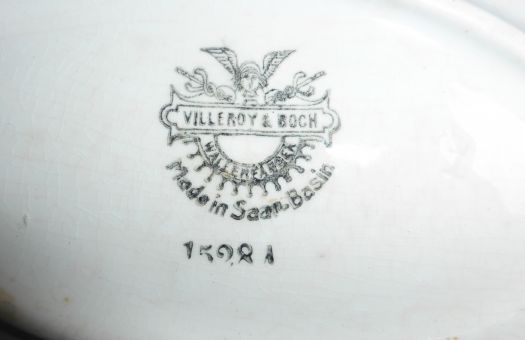 VILLEROY & BOCH
WALLERFANGEN
Made in Saar-Basin